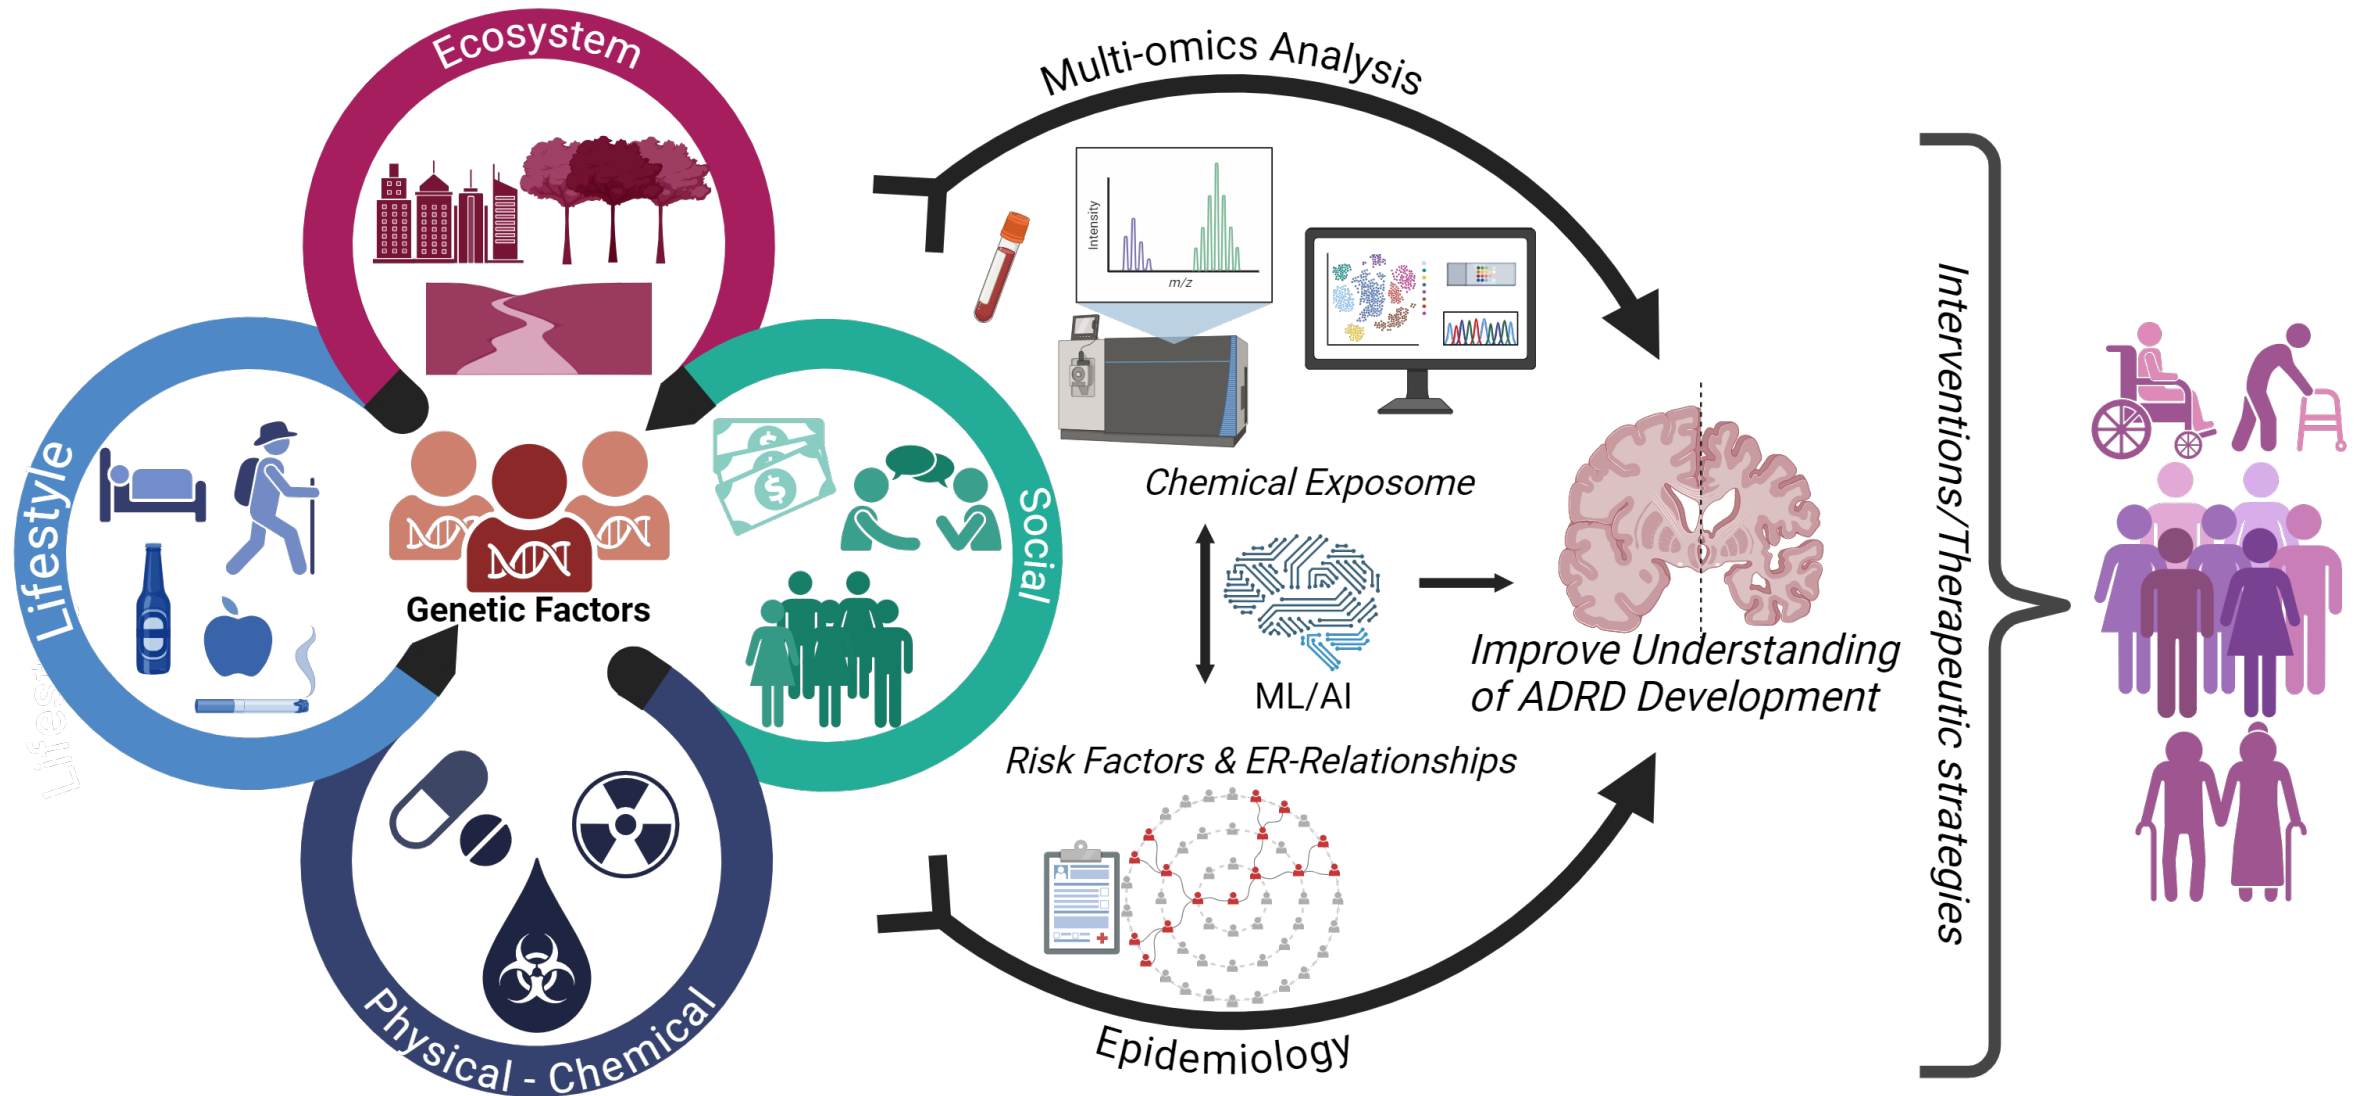 Ecosystem
Lifestyle
Lifest
Genetic Factors
Social
Physical - Chemical
Multi-omics Analysis
Intensity
m/z
Chemical Exposome
ML/AI
Risk Factors & ER-Relationships
Epidemiology
Improve Understanding
of ADRD Development
Interventions/Therapeutic strategies